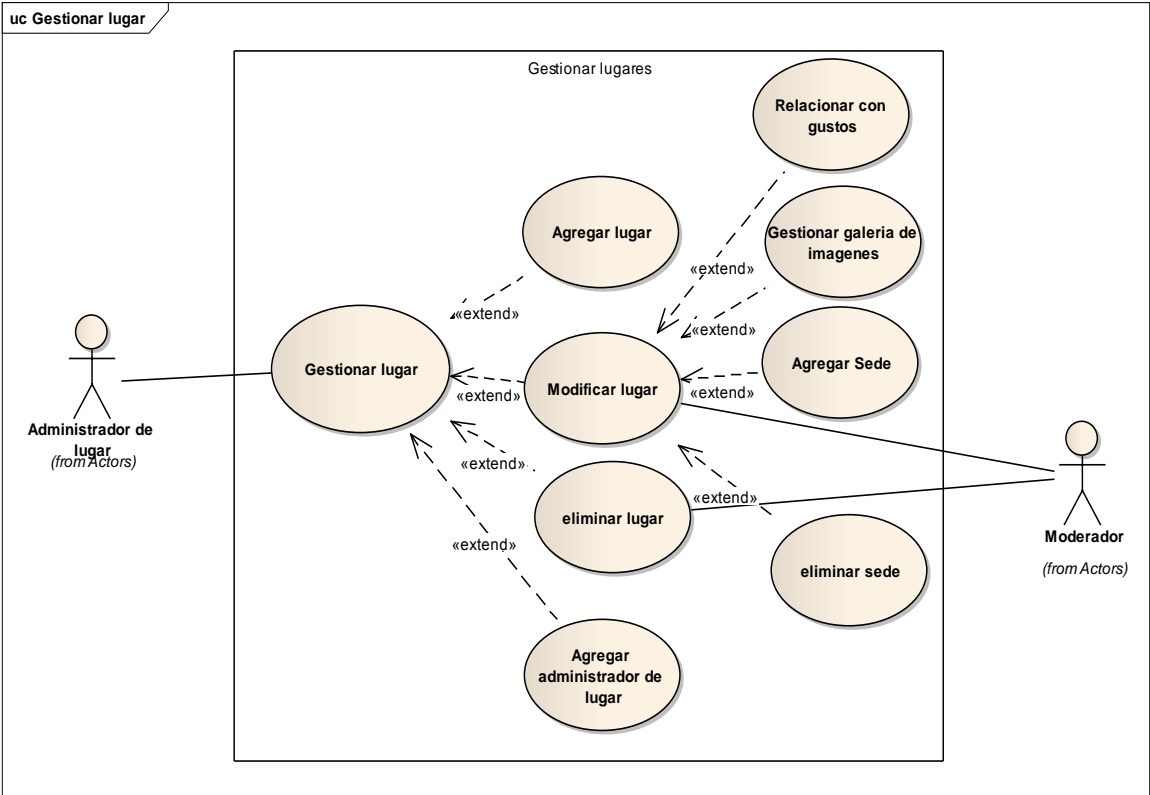 uc Gestionar lugar
Gestionar lugares
Relacionar con
gustos
Agregar lugar
Gestionar galeria de
imagenes
«extend»
«extend»
«extend»
Gestionar lugar
Modificar lugar
Agregar Sede
«extend»
«extend»
Administrador de
lugar
(from Actors)
«extend»
eliminar lugar
«extend»
Moderador
(from Actors)
«extend»
eliminar sede
Agregar
administrador de
lugar